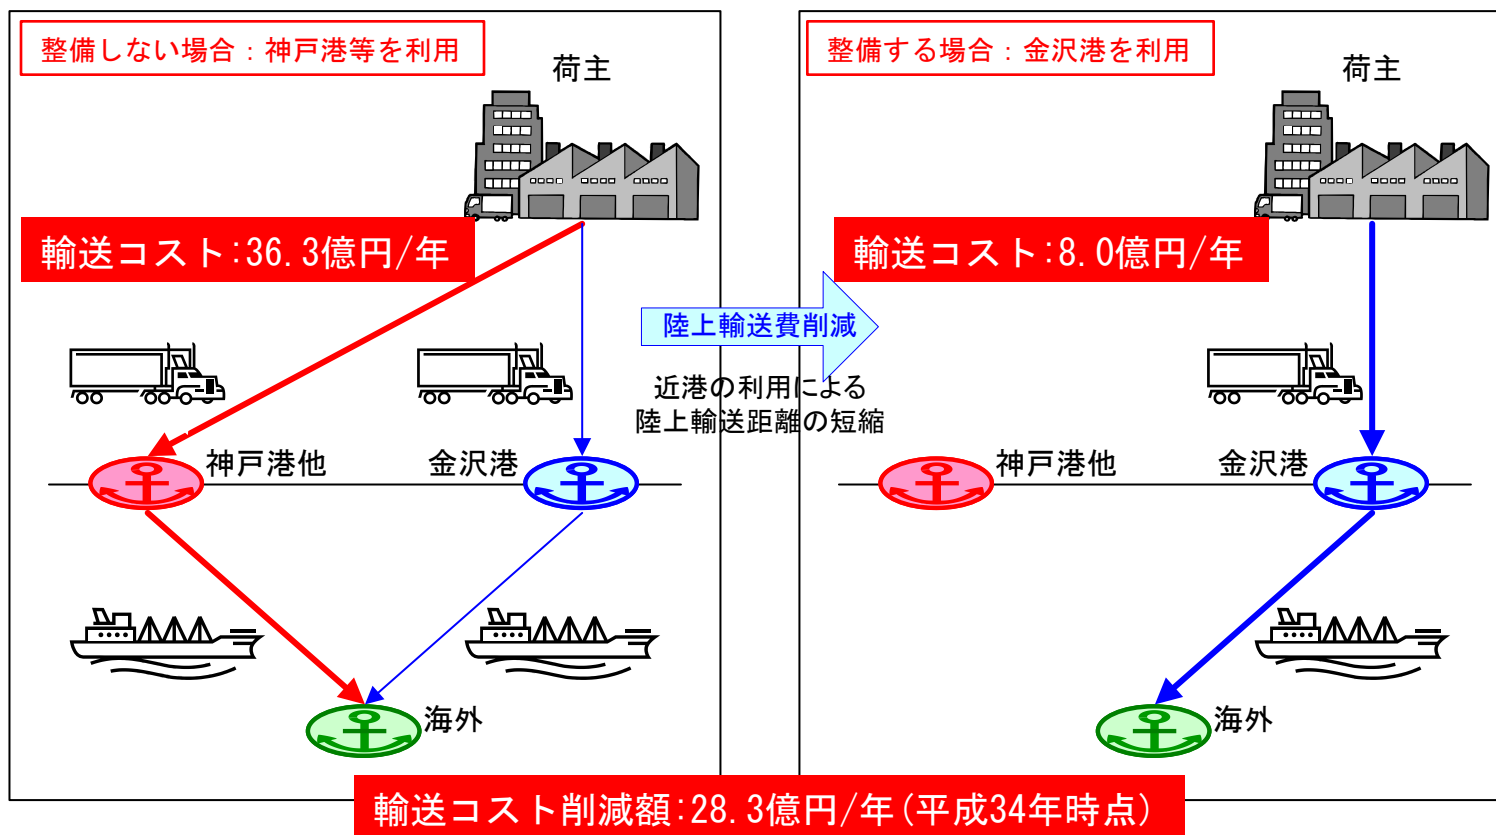 整備しない場合：神戸港等を利用
荷主
輸送コスト:36.3億円/年
神戸港他
金沢港
海外
陸上輸送費削減
近港の利用による
陸上輸送距離の短縮
整備する場合：金沢港を利用
荷主
輸送コスト:8.0億円/年
神戸港他
金沢港
海外
輸送コスト削減額:28.3億円/年(平成34年時点)